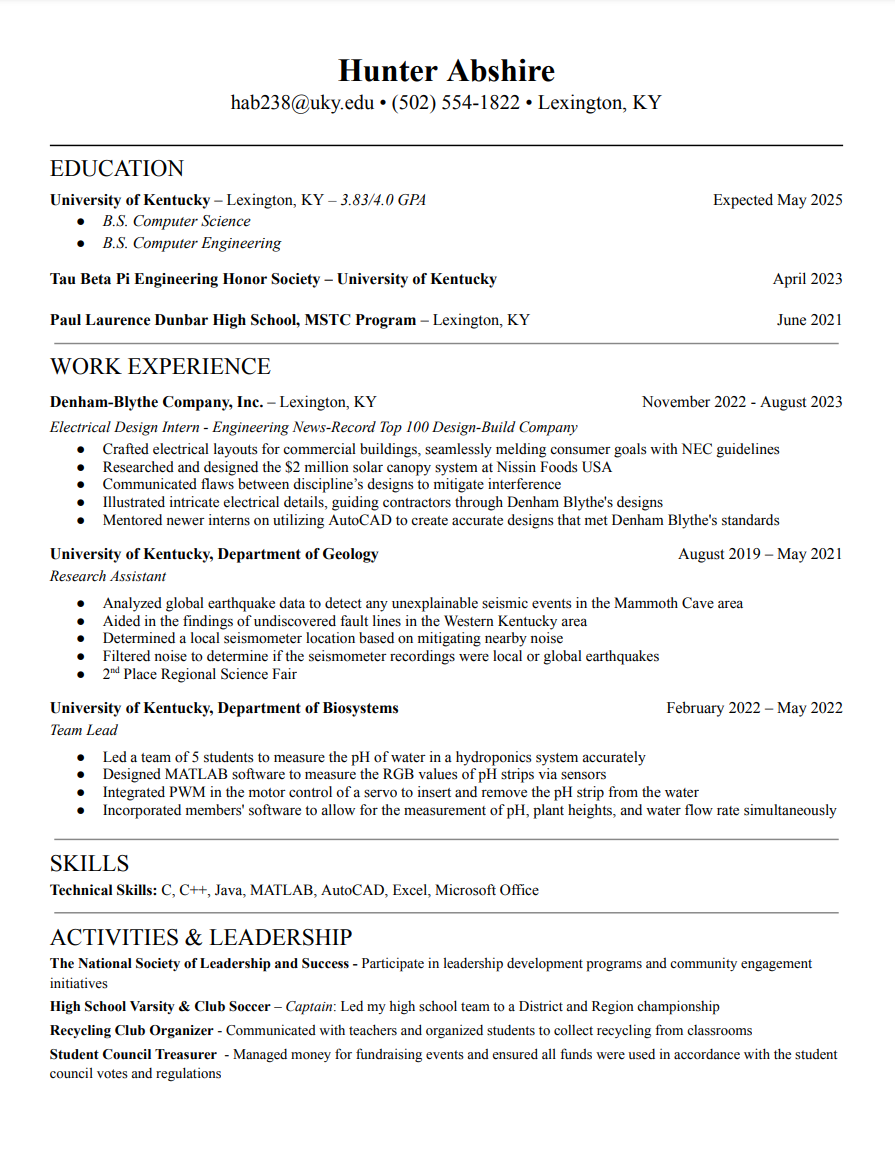 Hunter Abshire
hab238@uky.edu • (502) 554-1822 • Lexington, KY
EDUCATION
University of Kentucky – Lexington, KY – 3.83/4.0 GPA Expected May 2025
● B.S. Computer Science
● B.S. Computer Engineering
Tau Beta Pi Engineering Honor Society – University of Kentucky April 2023
Paul Laurence Dunbar High School, MSTC Program – Lexington, KY June 2021
WORK EXPERIENCE
Denham-Blythe Company, Inc. – Lexington, KY November 2022 - August 2023
Electrical Design Intern - Engineering News-Record Top 100 Design-Build Company
● Crafted electrical layouts for commercial buildings, seamlessly melding consumer goals with NEC guidelines
● Researched and designed the $2 million solar canopy system at Nissin Foods USA
● Communicated flaws between discipline’s designs to mitigate interference
● Illustrated intricate electrical details, guiding contractors through Denham Blythe's designs
● Mentored newer interns on utilizing AutoCAD to create accurate designs that met Denham Blythe's standards
University of Kentucky, Department of Geology August 2019 – May 2021
Research Assistant
● Analyzed global earthquake data to detect any unexplainable seismic events in the Mammoth Cave area
● Aided in the findings of undiscovered fault lines in the Western Kentucky area
● Determined a local seismometer location based on mitigating nearby noise
● Filtered noise to determine if the seismometer recordings were local or global earthquakes
● 2nd Place Regional Science Fair
University of Kentucky, Department of Biosystems February 2022 – May 2022
Team Lead
● Led a team of 5 students to measure the pH of water in a hydroponics system accurately
● Designed MATLAB software to measure the RGB values of pH strips via sensors
● Integrated PWM in the motor control of a servo to insert and remove the pH strip from the water
● Incorporated members' software to allow for the measurement of pH, plant heights, and water flow rate simultaneously
SKILLS
Technical Skills: C, C++, Java, MATLAB, AutoCAD, Excel, Microsoft Office
ACTIVITIES & LEADERSHIP
The National Society of Leadership and Success - Participate in leadership development programs and community engagement
initiatives
High School Varsity & Club Soccer – Captain: Led my high school team to a District and Region championship
Recycling Club Organizer - Communicated with teachers and organized students to collect recycling from classrooms
Student Council Treasurer - Managed money for fundraising events and ensured all funds were used in accordance with the student
council votes and regulations